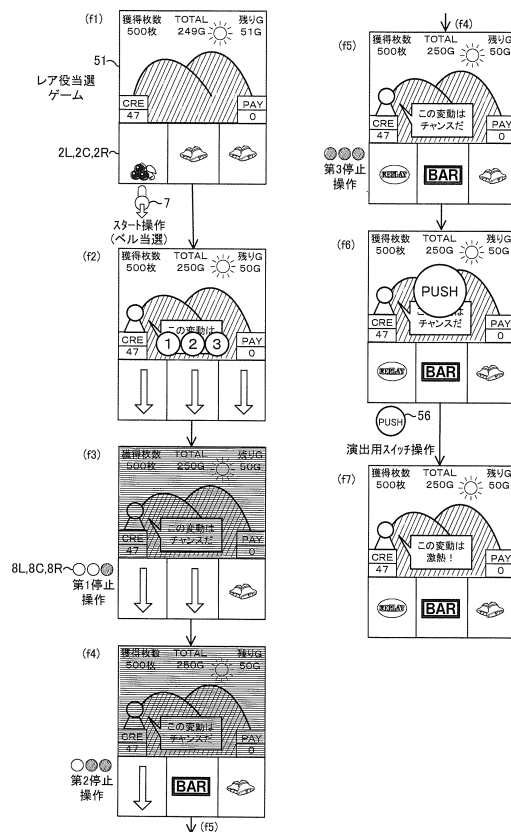 (f1)
獲得枚数 TOTAL 残りG
500枚 249G 51G
51
レア役当選
ゲーム
CRE PAY
47 0
2L,2C,2R
7
スタート操作
(ベル当選)
(f2)
獲得枚数 TOTAL 残りG
500枚 250G 50G
この変動は
1 2 3
CRE PAY
47 0
(f3)
獲得枚数 TOTAL 残りG
500枚 250G 50G
この変動は
チャンスだ
CRE PAY
47 0
8L,8C,8R
第1停止
操作
(f4)
獲得枚数 TOTAL 残りG
500枚 250G 50G
この変動は
チャンスだ
CRE PAY
47 0
第2停止
操作
BAR
(f5)
(f4)
(f5)
獲得枚数 TOTAL 残りG
500枚 250G 50G
この変動は
チャンスだ
CRE PAY
47 0
第3停止
操作
REPLAY BAR
(f6)
獲得枚数 TOTAL 残りG
500枚 250G 50G
PUSH
チャンスだ
CRE PAY
47 0
REPLAY BAR
PUSH 56
演出用スイッチ操作
(f7)
獲得枚数 TOTAL 残りG
500枚 250G 50G
この変動は
激熱！
CRE PAY
47 0
REPLAY BAR